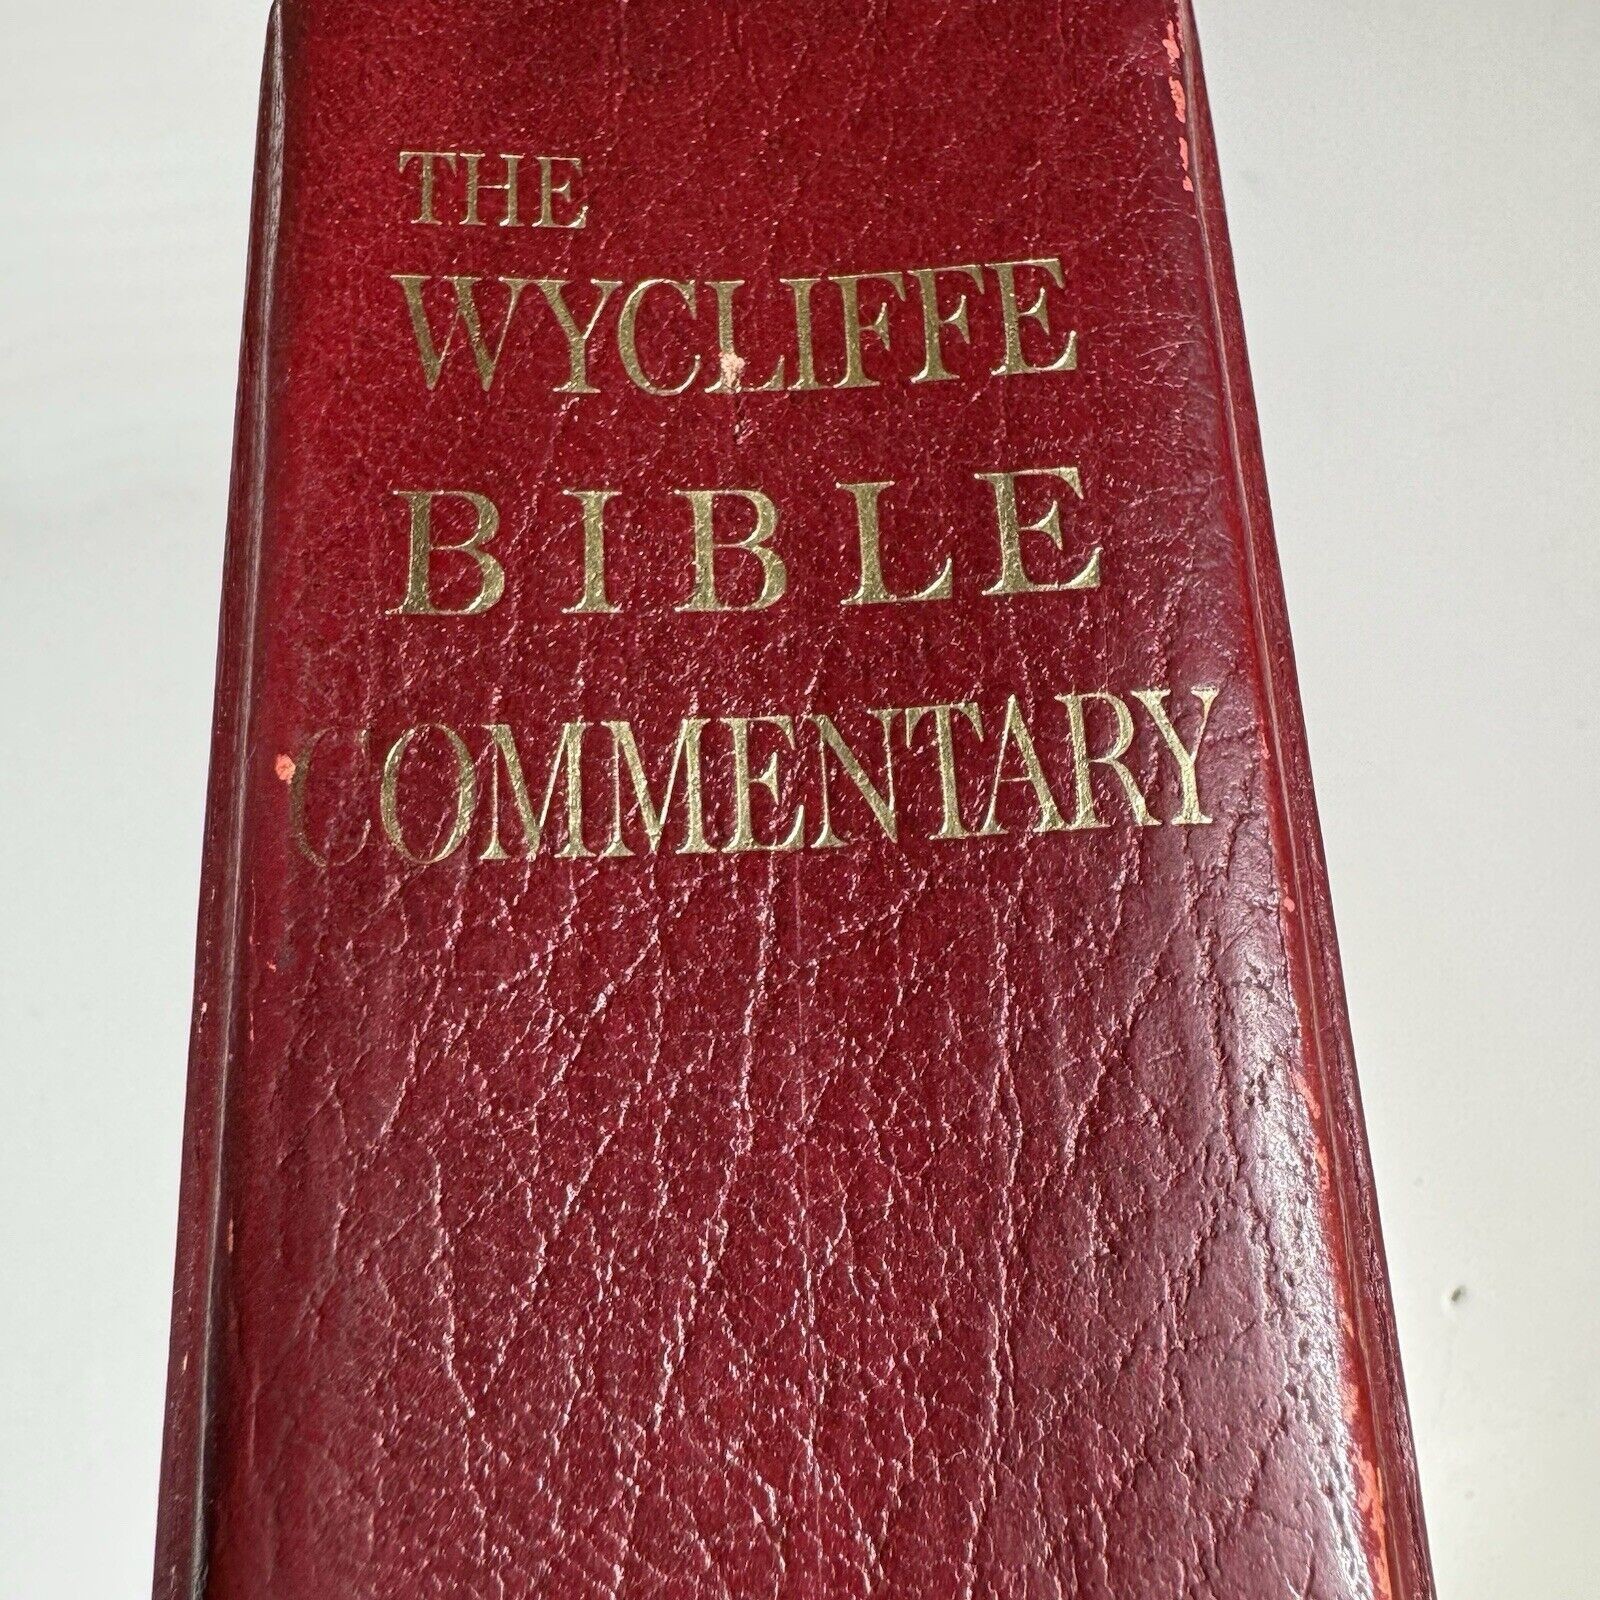 THE
WYCLIFFE
BIBLE
COMMENTARY